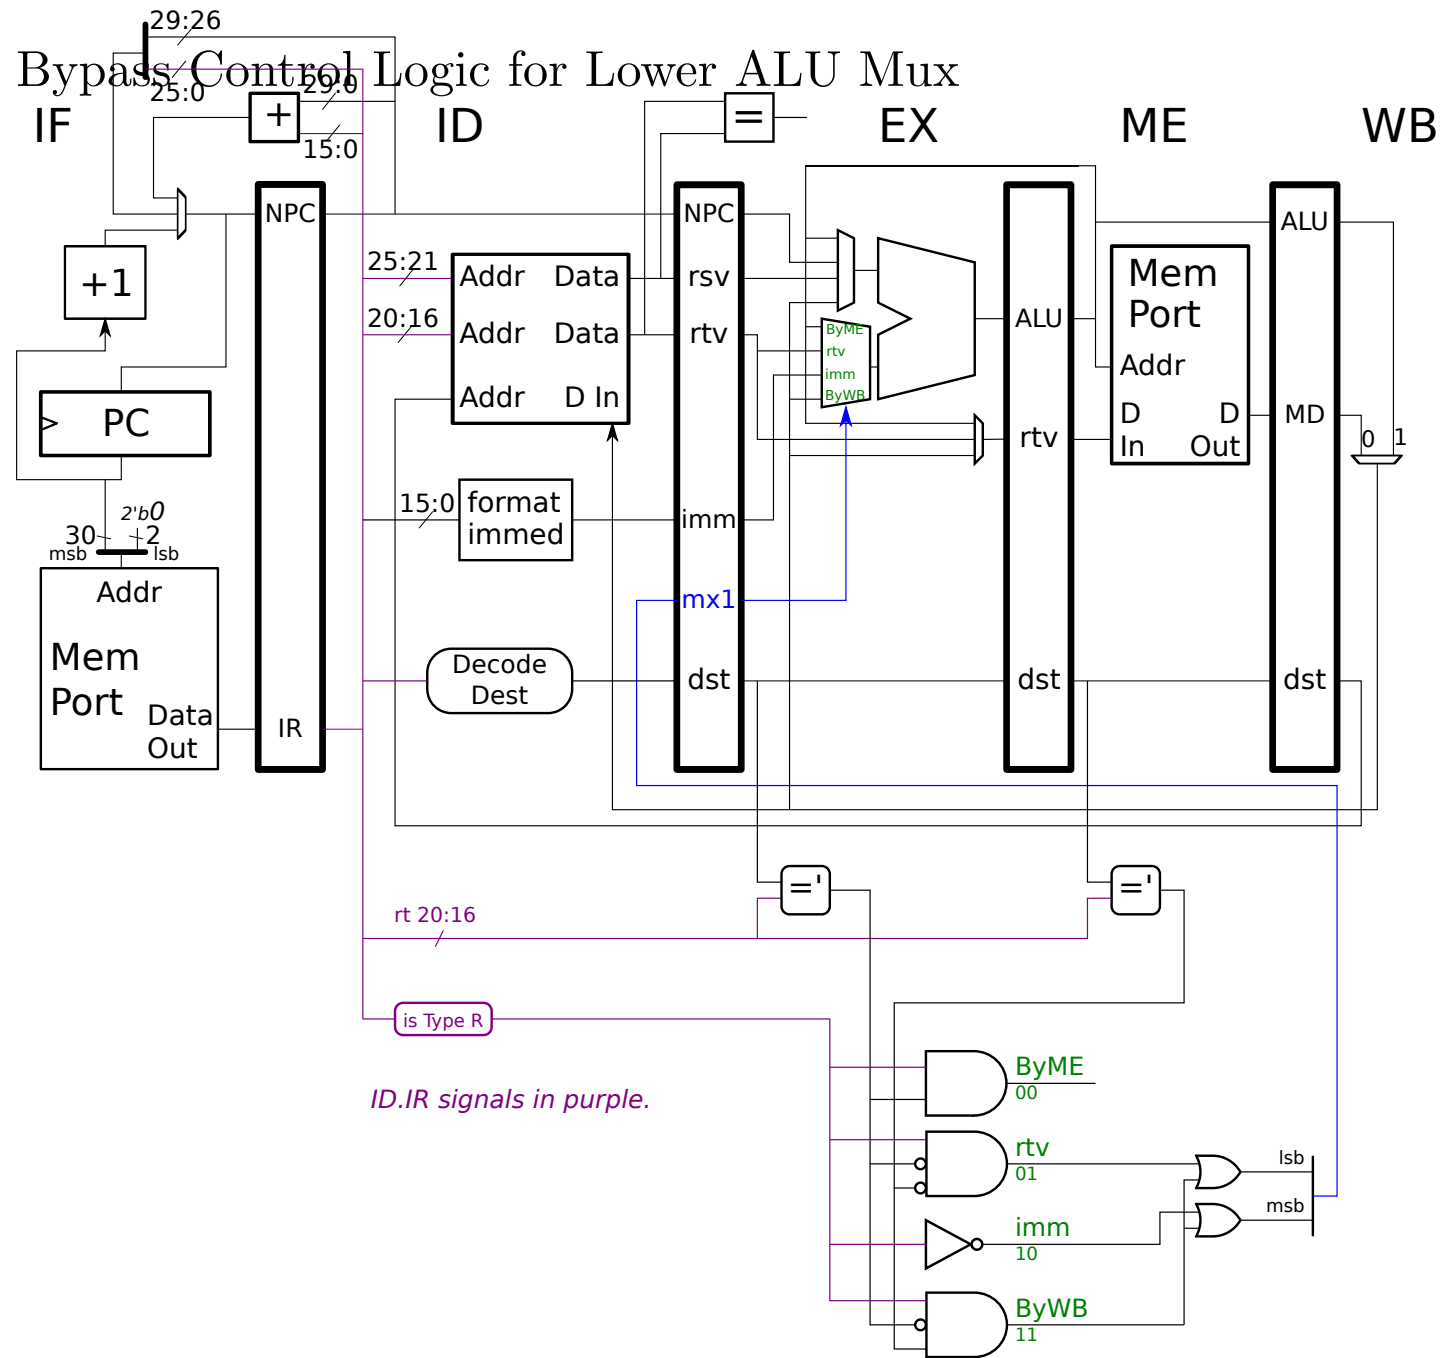 29:26
Bypass Control Logic for Lower ALU Mux
25:0
29:0
IF
+
ID
=
EX
ME
WB
15:0
NPC
NPC
ALU
+1
25:21
Addr
Data
rsv
Mem
Port
20:16
Addr
Data
rtv
ByME
rtv
imm
ByWB
ALU
Addr
Addr
D In
PC
D
In
D
Out
MD
0
1
rtv
15:0
format
immed
imm
2'b0
30
2
msb
lsb
Addr
mx1
Mem
Port
Data
Out
IR
Decode
Dest
dst
dst
dst
='
='
rt 20:16
is Type R
ID.IR signals in purple.
ByME
00
rtv
01
lsb
msb
imm
10
ByWB
11